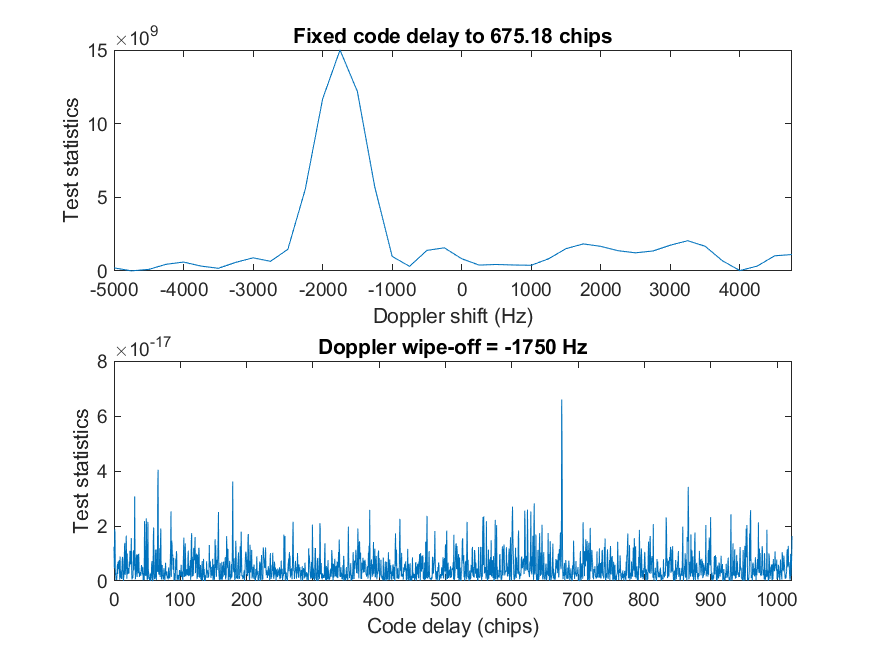 Fixed code delay to 675.18 chips
×10^9
15
10
5
0
Test statistics
-5000 -4000 -3000 -2000 -1000 0 1000 2000 3000 4000
Doppler shift (Hz)
Doppler wipe-off = -1750 Hz
×10^-17
8
6
4
2
0
Test statistics
0 100 200 300 400 500 600 700 800 900 1000
Code delay (chips)